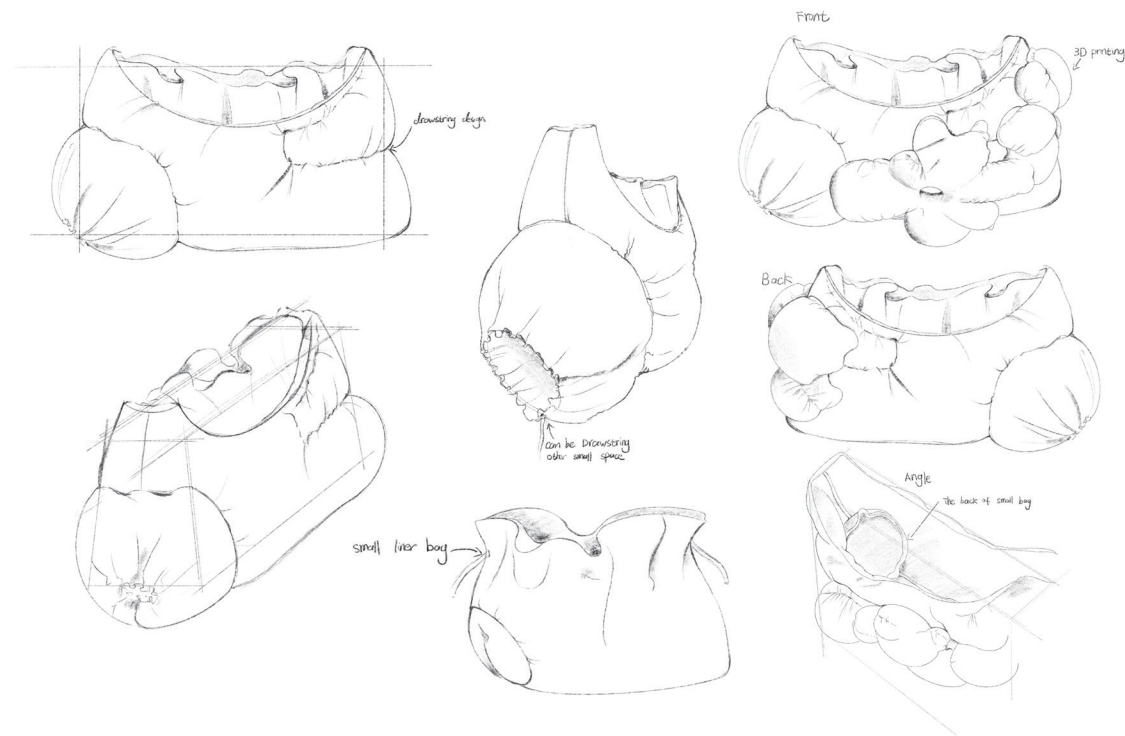 Front
3D printing
drawstring design
Back
can be Drawstring
othr small space
Angle
The back of small bag
small liner bag